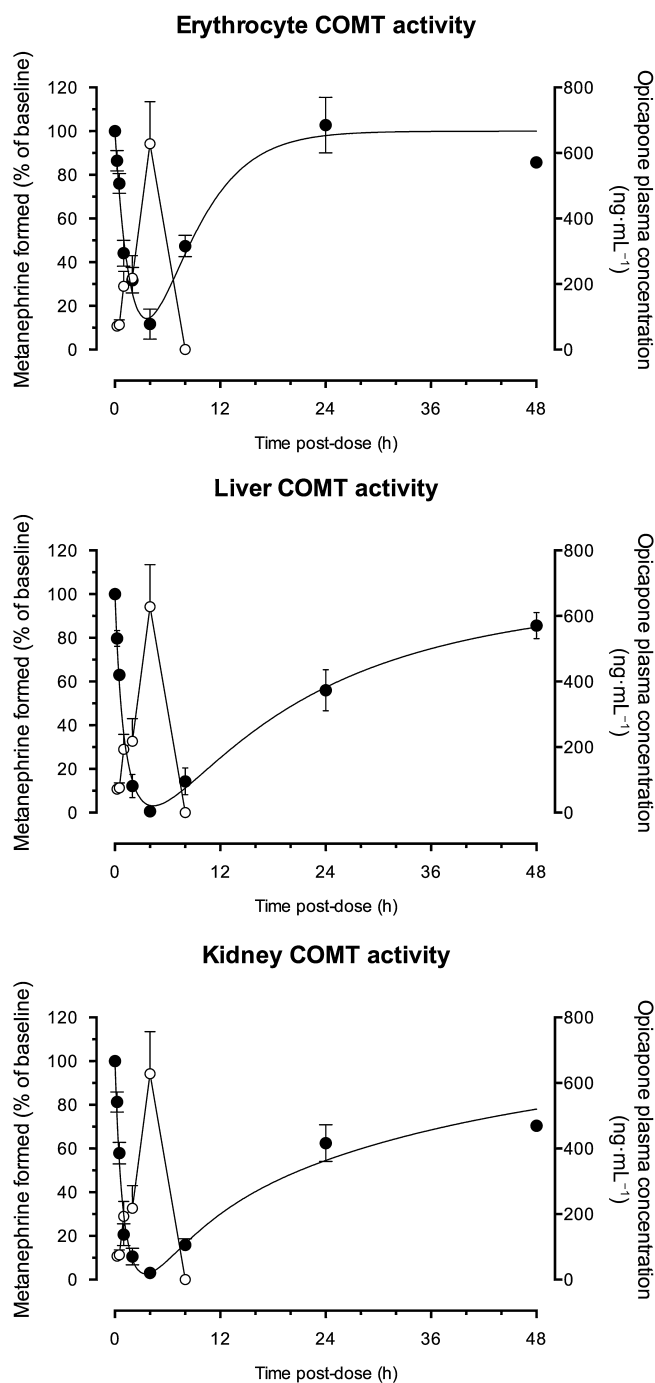 Erythrocyte COMT activity
Metanephrine formed (% of baseline)
120
100
80
60
40
20
0
800
600
400
200
0
Opicapone plasma concentration
(ng·mL⁻¹)
0 12 24 36 48
Time post-dose (h)
Liver COMT activity
Metanephrine formed (% of baseline)
120
100
80
60
40
20
0
800
600
400
200
0
Opicapone plasma concentration
(ng·mL⁻¹)
0 12 24 36 48
Time post-dose (h)
Kidney COMT activity
Metanephrine formed (% of baseline)
120
100
80
60
40
20
0
800
600
400
200
0
Opicapone plasma concentration
(ng·mL⁻¹)
0 12 24 36 48
Time post-dose (h)